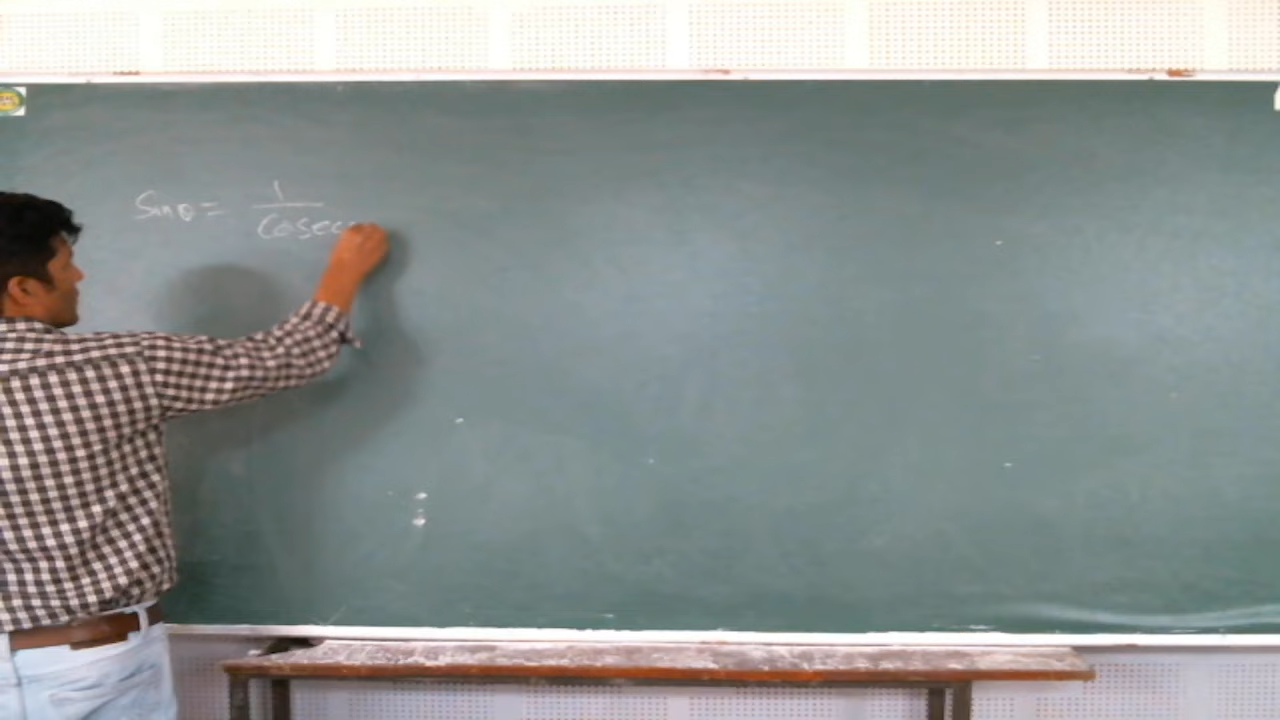 Sinθ = 1/Cosec